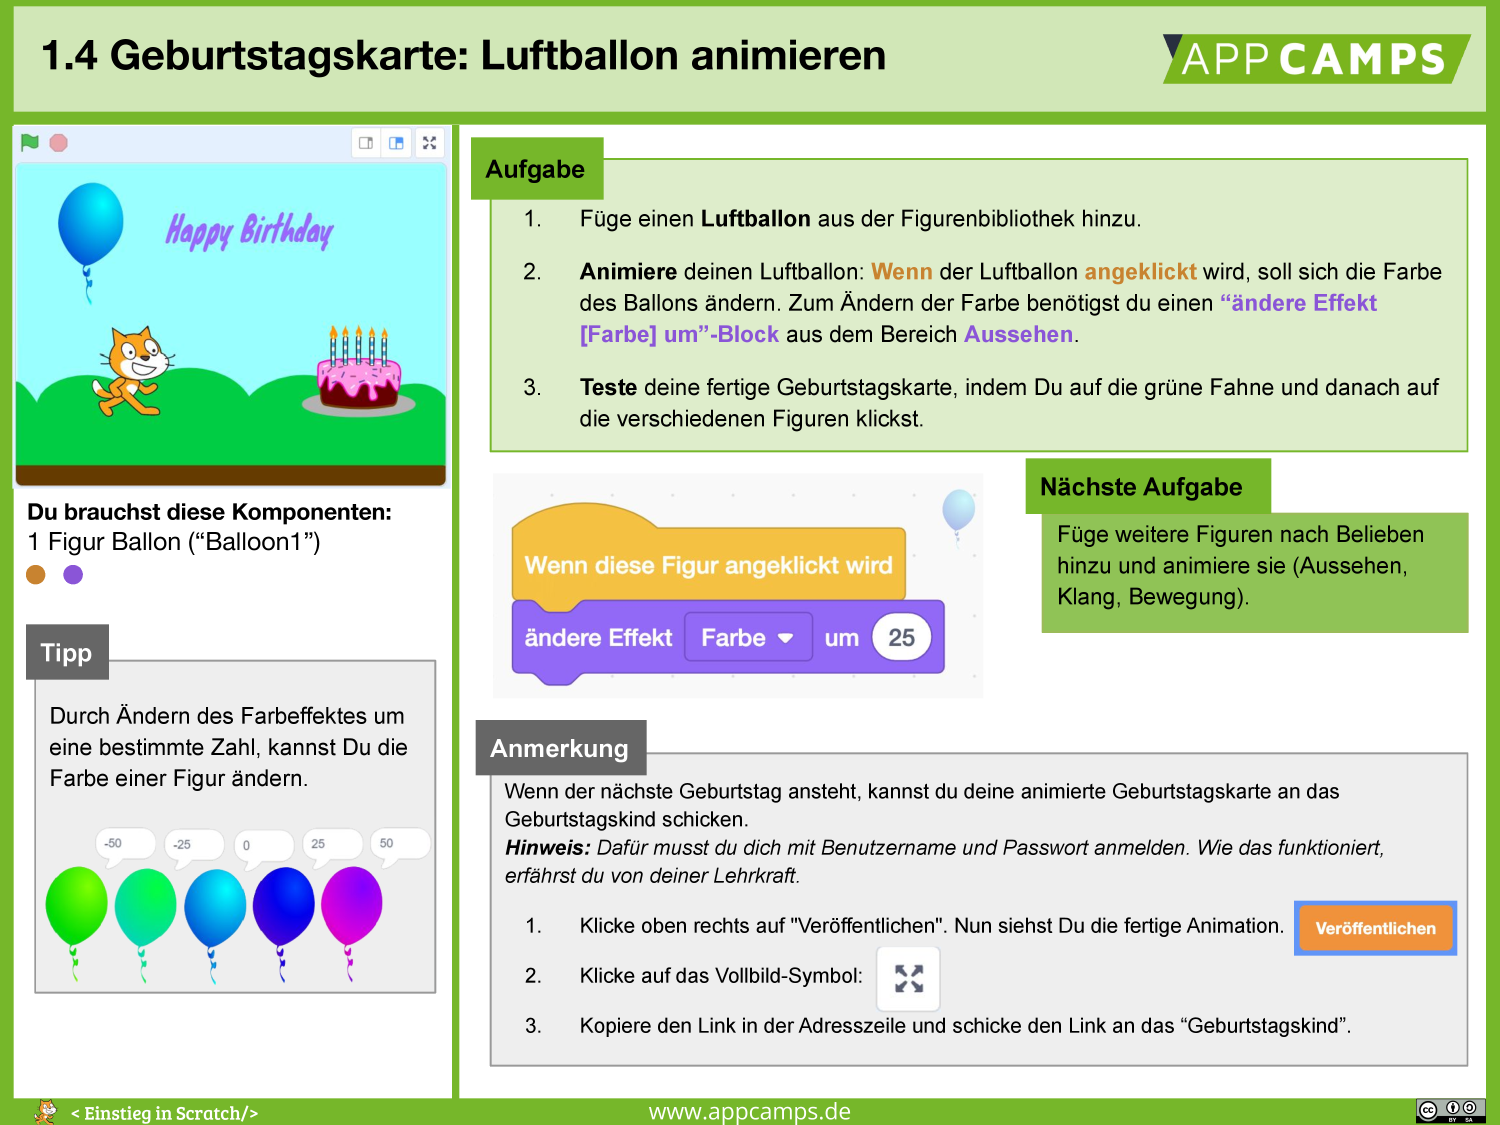 1.4 Geburtstagskarte: Luftballon animieren
APP CAMPS
Happy Birthday
Du brauchst diese Komponenten:
1 Figur Ballon (“Balloon1”)
Tipp
Durch Ändern des Farbeffektes um
eine bestimmte Zahl, kannst Du die
Farbe einer Figur ändern.
-50 -25 0 25 50
Aufgabe
1. Füge einen Luftballon aus der Figurenbibliothek hinzu.
2. Animiere deinen Luftballon: Wenn der Luftballon angeklickt wird, soll sich die Farbe
des Ballons ändern. Zum Ändern der Farbe benötigst du einen “ändere Effekt
[Farbe] um”-Block aus dem Bereich Aussehen.
3. Teste deine fertige Geburtstagskarte, indem Du auf die grüne Fahne und danach auf
die verschiedenen Figuren klickst.
Wenn diese Figur angeklickt wird
ändere Effekt Farbe um 25
Nächste Aufgabe
Füge weitere Figuren nach Belieben
hinzu und animiere sie (Aussehen,
Klang, Bewegung).
Anmerkung
Wenn der nächste Geburtstag ansteht, kannst du deine animierte Geburtstagskarte an das
Geburtstagskind schicken.
Hinweis: Dafür musst du dich mit Benutzername und Passwort anmelden. Wie das funktioniert,
erfährst du von deiner Lehrkraft.
1. Klicke oben rechts auf "Veröffentlichen". Nun siehst Du die fertige Animation.
Veröffentlichen
2. Klicke auf das Vollbild-Symbol:
3. Kopiere den Link in der Adresszeile und schicke den Link an das “Geburtstagskind”.
< Einstieg in Scratch/>
www.appcamps.de
cc BY SA